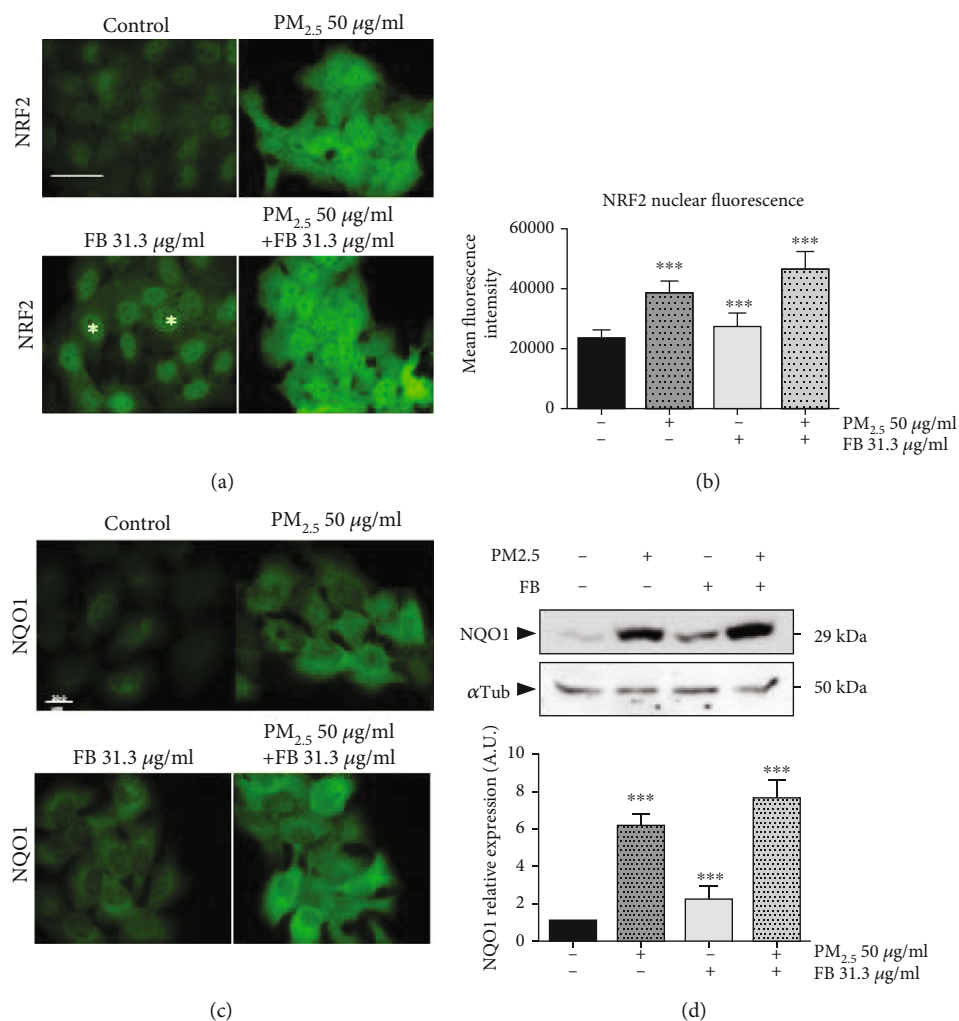 Control
PM2.5 50 μg/ml
NRF2
FB 31.3 μg/ml
PM2.5 50 μg/ml
+FB 31.3 μg/ml
NRF2
*
*
(a)
NRF2 nuclear fluorescence
Mean fluorescence
intemsity
60000
40000
20000
0
***
***
***
– + – + PM2.5 50 μg/ml
– – + + FB 31.3 μg/ml
(b)
Control
PM2.5 50 μg/ml
NQO1
FB 31.3 μg/ml
PM2.5 50 μg/ml
+FB 31.3 μg/ml
NQO1
(c)
PM2.5 – + – +
FB – – + +
NQO1 29 kDa
αTub 50 kDa
NQO1 relative expression (A.U.)
10
8
6
4
2
0
***
***
***
– + – + PM2.5 50 μg/ml
– – + + FB 31.3 μg/ml
(d)